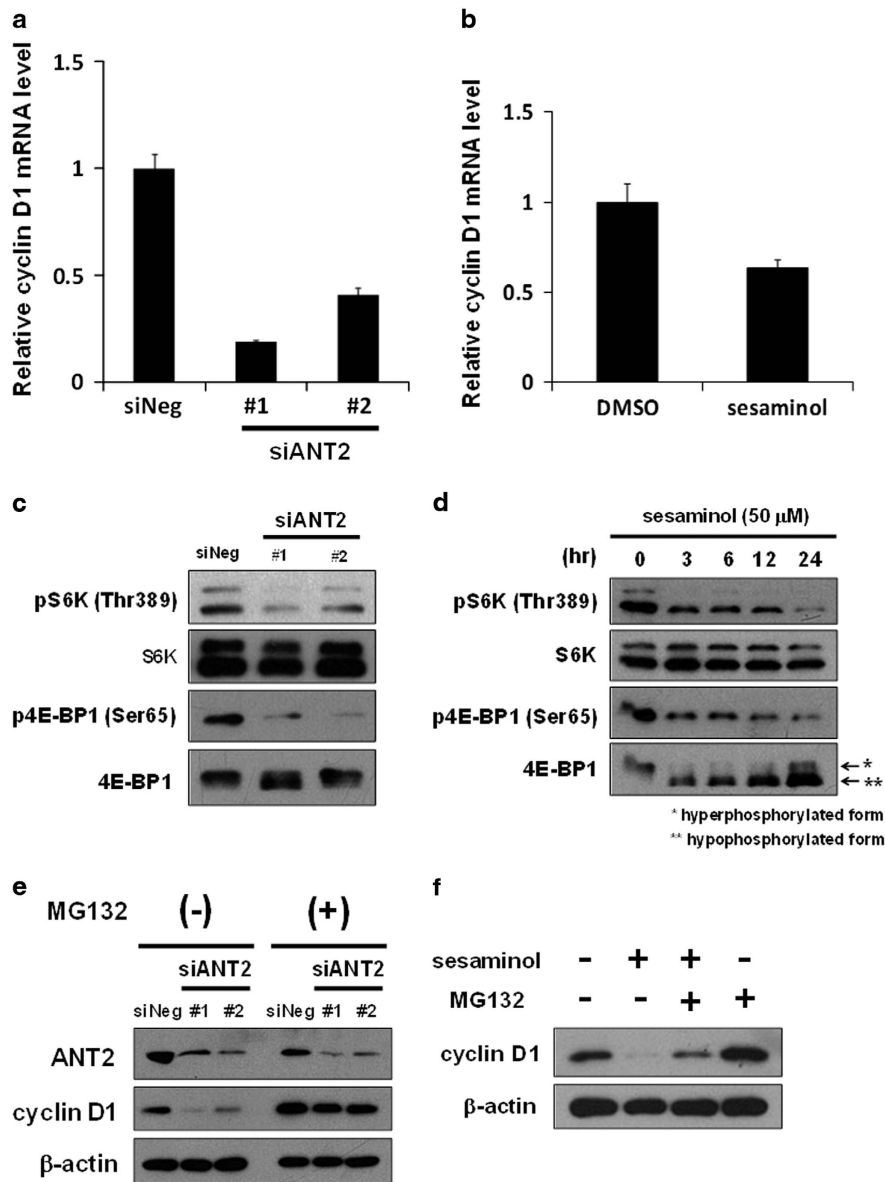 a
Relative cyclin D1 mRNA level
1.5
1
0.5
0
siNeg #1 #2
siANT2
b
Relative cyclin D1 mRNA level
1.5
1
0.5
0
DMSO sesaminol
c
siANT2
siNeg #1 #2
pS6K (Thr389)
S6K
p4E-BP1 (Ser65)
4E-BP1
d
sesaminol (50 μM)
(hr) 0 3 6 12 24
pS6K (Thr389)
S6K
p4E-BP1 (Ser65)
4E-BP1
←*
←**
* hyperphosphorylated form
** hypophosphorylated form
e
MG132 (-) (+)
siANT2 siANT2
siNeg #1 #2 siNeg #1 #2
ANT2
cyclin D1
β-actin
f
sesaminol - + + -
MG132 - - + +
cyclin D1
β-actin